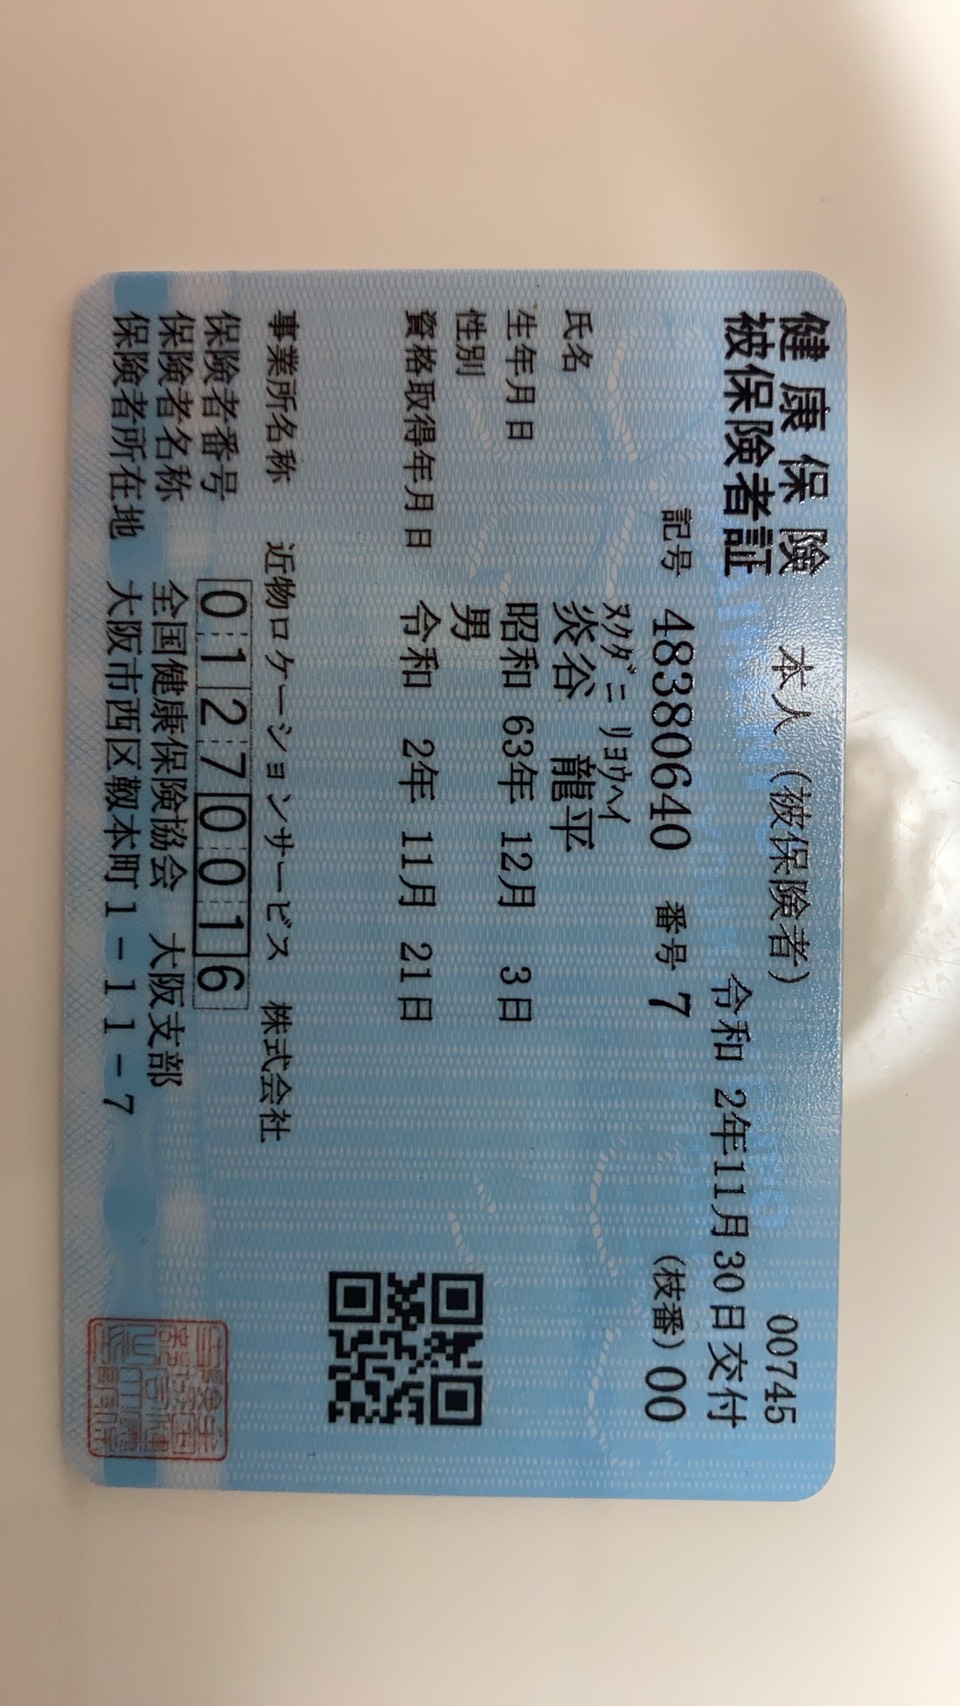 健康保険 本人（被保険者） 00745
被保険者証 令和 2年11月30日交付
記号 48380640 番号 7 (枝番) 00
ﾇｸﾀﾞﾆ ﾘﾖｳﾍｲ
氏名 炎谷 龍平
生年月日 昭和 63年 12月 3日
性別 男
資格取得年月日 令和 2年 11月 21日
事業所名称 近物ロケーションサービス 株式会社
保険者番号 01270016
保険者名称 全国健康保険協会 大阪支部
保険者所在地 大阪市西区靱本町1-11-7